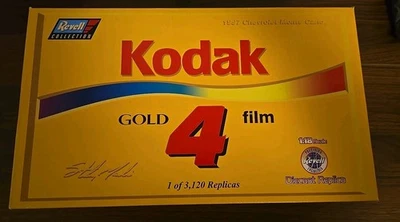 Revell
COLLECTION
1997 Chevrolet Monte Carlo
Kodak
GOLD 4 film
1:18 Scale
Revell
Diecast Replica
1 of 3,120 Replicas